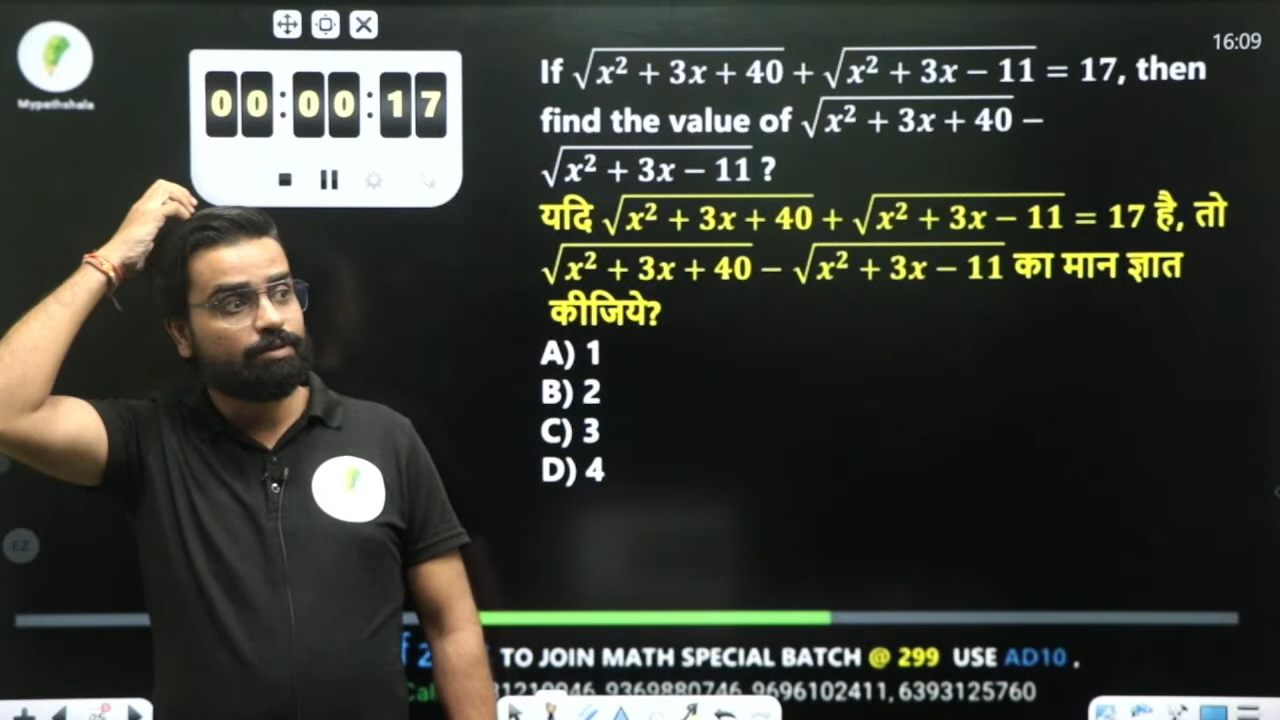 16:09
Mypathshala
00:00:17
If √x² + 3x + 40 + √x² + 3x − 11 = 17, then
find the value of √x² + 3x + 40 −
√x² + 3x − 11 ?
यदि √x² + 3x + 40 + √x² + 3x − 11 = 17 है, तो
√x² + 3x + 40 − √x² + 3x − 11 का मान ज्ञात
कीजिये?
A) 1
B) 2
C) 3
D) 4
TO JOIN MATH SPECIAL BATCH @ 299 USE AD10 ,
9369880746, 9696102411, 6393125760